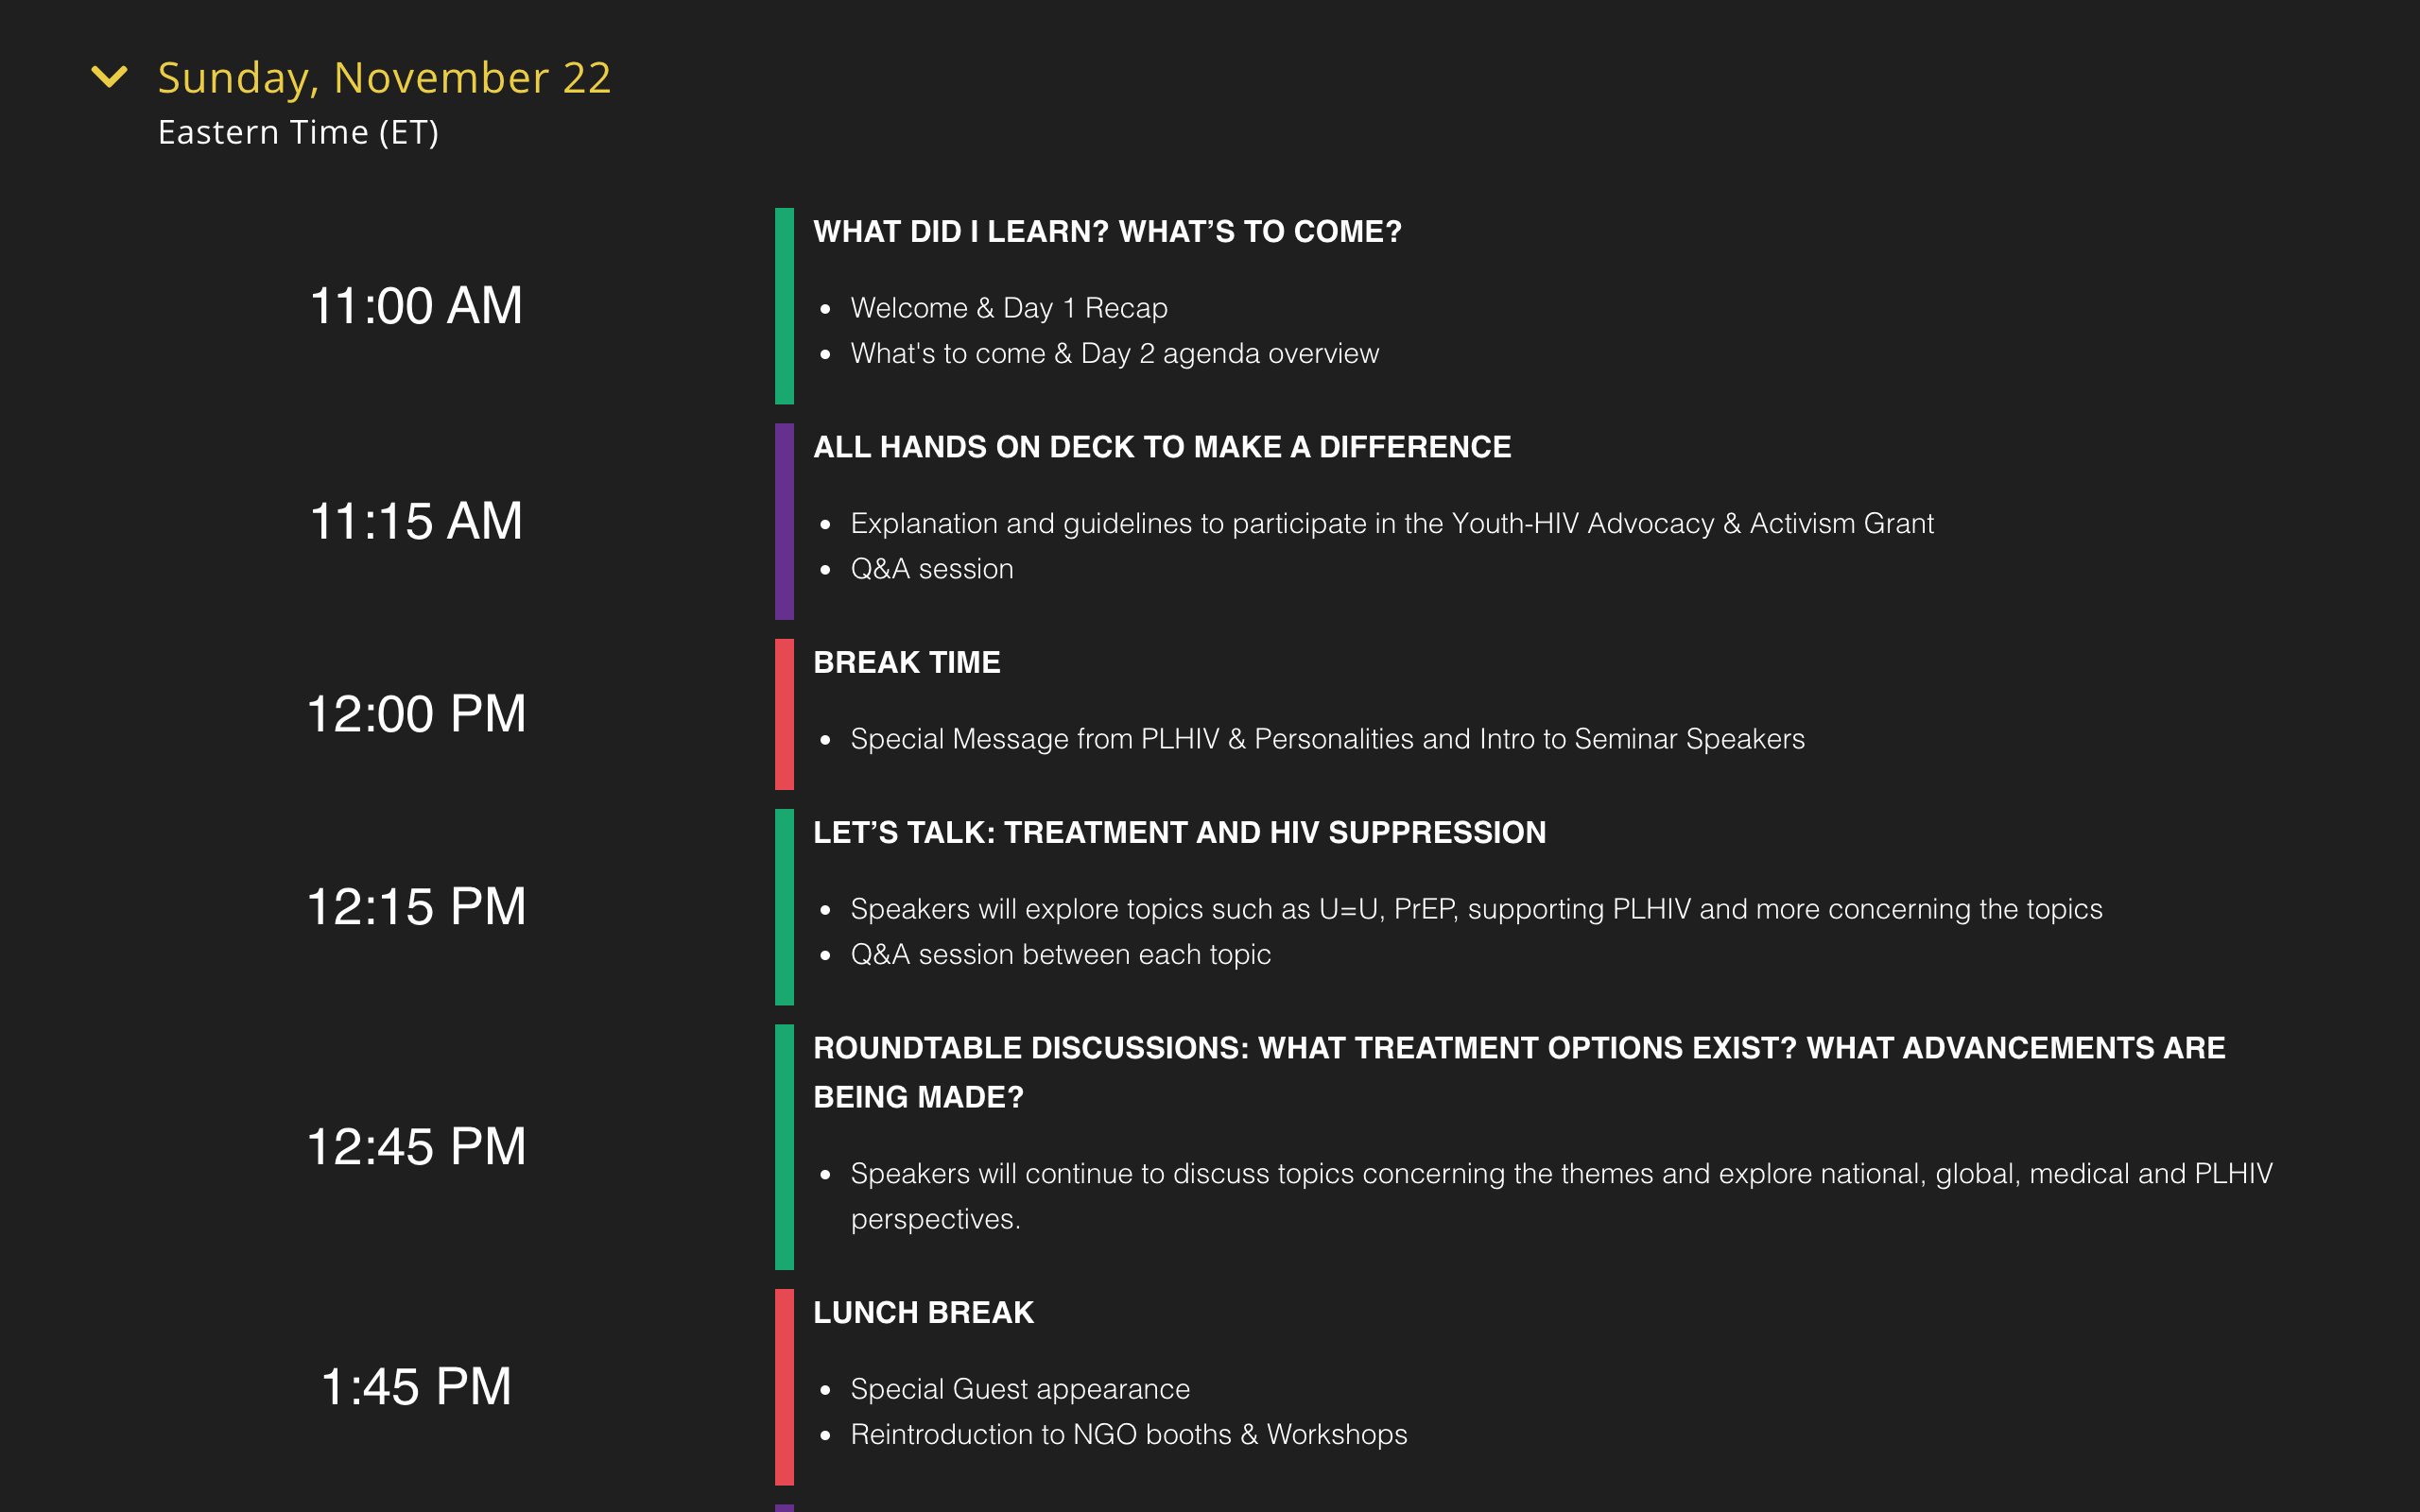 Sunday, November 22
Eastern Time (ET)
11:00 AM
WHAT DID I LEARN? WHAT’S TO COME?
Welcome & Day 1 Recap
What's to come & Day 2 agenda overview
11:15 AM
ALL HANDS ON DECK TO MAKE A DIFFERENCE
Explanation and guidelines to participate in the Youth-HIV Advocacy & Activism Grant
Q&A session
12:00 PM
BREAK TIME
Special Message from PLHIV & Personalities and Intro to Seminar Speakers
12:15 PM
LET’S TALK: TREATMENT AND HIV SUPPRESSION
Speakers will explore topics such as U=U, PrEP, supporting PLHIV and more concerning the topics
Q&A session between each topic
12:45 PM
ROUNDTABLE DISCUSSIONS: WHAT TREATMENT OPTIONS EXIST? WHAT ADVANCEMENTS ARE
BEING MADE?
Speakers will continue to discuss topics concerning the themes and explore national, global, medical and PLHIV
perspectives.
1:45 PM
LUNCH BREAK
Special Guest appearance
Reintroduction to NGO booths & Workshops